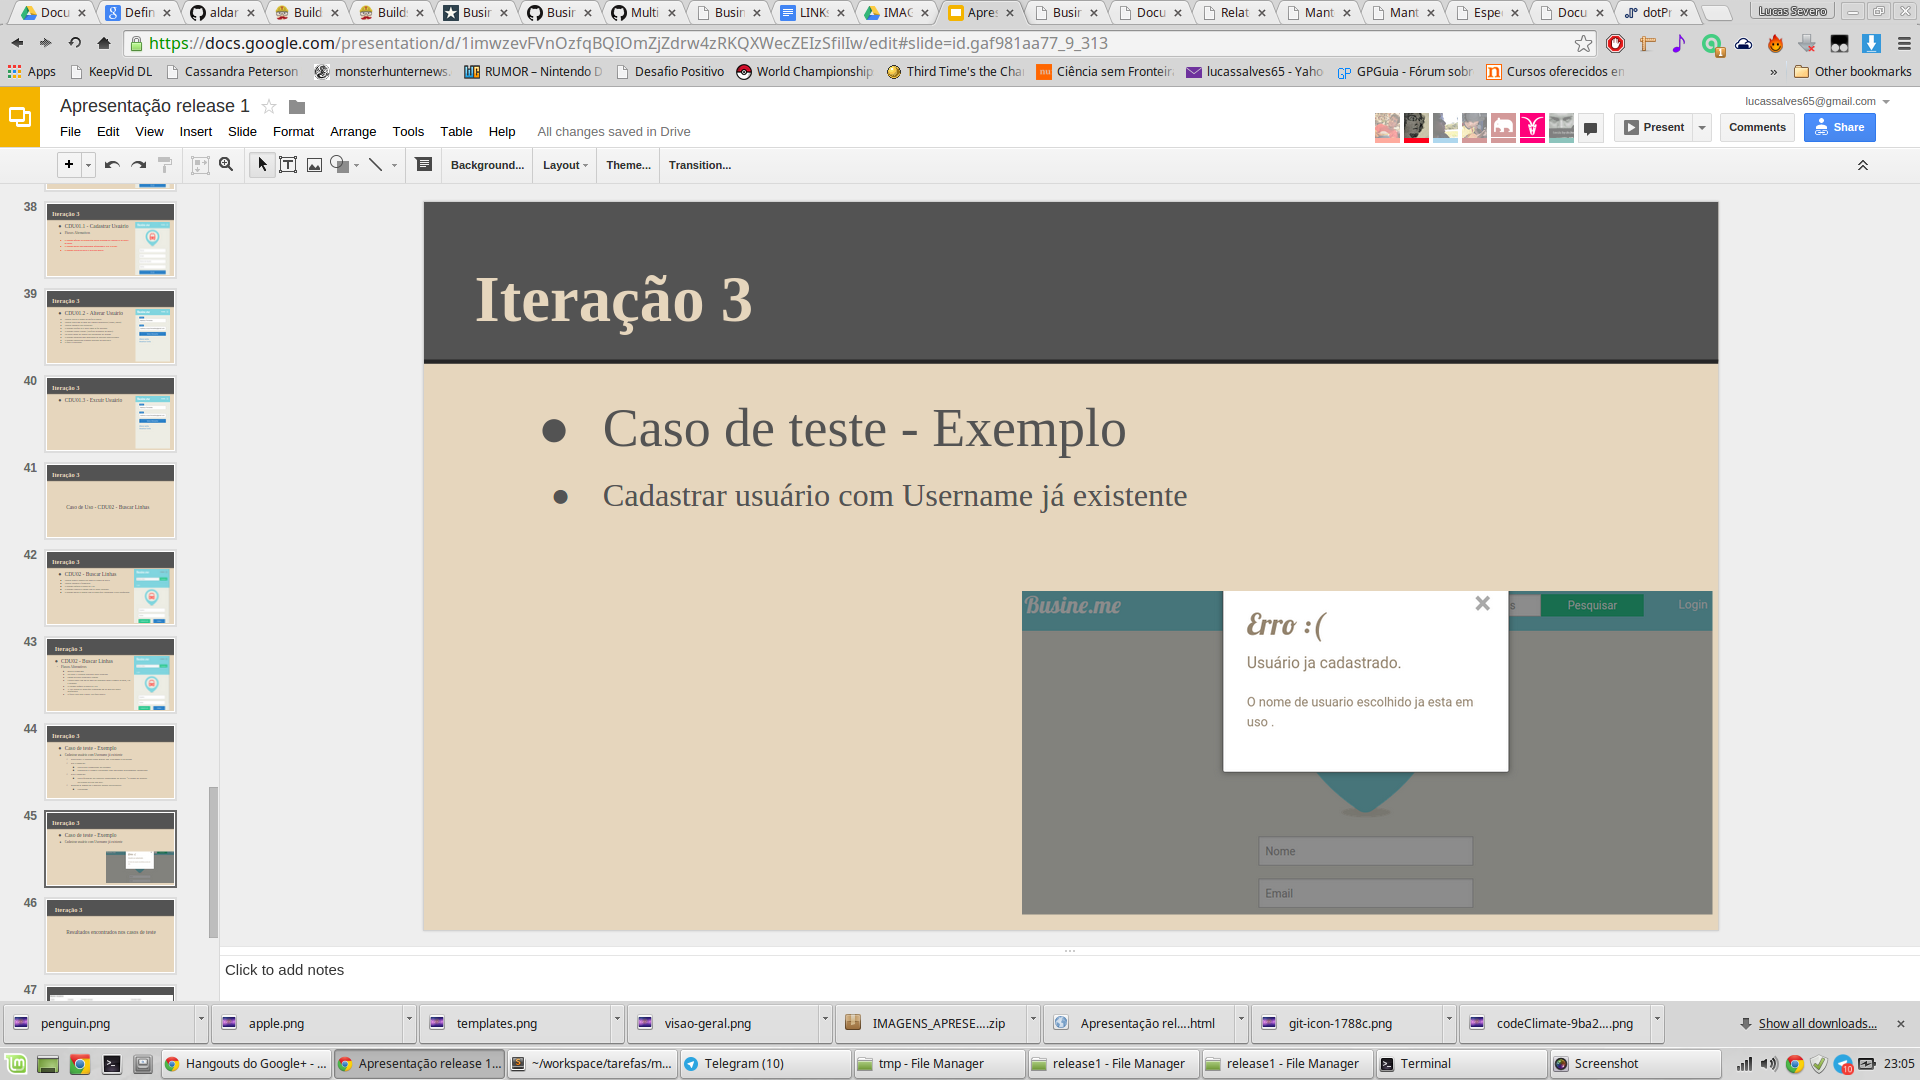 Docu
Defin
aldar
Build
Build
Busir
Busir
Multi
Busin
LINK
IMAG
Apres
Busir
Docu
Relat
Mant
Mant
Espe
Docu
dotPr
Lucas Severo
https://docs.google.com/presentation/d/1imwzevFVnOzfqBQIOmZjZdrw4zRKQXWecZEIzSfilIw/edit#slide=id.gaf981aa77_9_313
Apps
KeepVid DL
Cassandra Peterson
monsterhunternews.
RUMOR – Nintendo D
Desafio Positivo
World Championship
Third Time's the Cha
Ciência sem Fronteir
lucassalves65 - Yaho
GPGuia - Fórum sobr
Cursos oferecidos en
» Other bookmarks
Apresentação release 1
lucassalves65@gmail.com
File Edit View Insert Slide Format Arrange Tools Table Help All changes saved in Drive
Present
Comments
Share
Background...
Layout
Theme...
Transition...
38
Iteração 3
CDU01.1 - Cadastrar Usuário
39
Iteração 3
CDU01.2 - Alterar Usuário
40
Iteração 3
CDU01.3 - Excuir Usuário
41
Iteração 3
Caso de Uso - CDU02 - Buscar Linhas
42
Iteração 3
CDU02 - Buscar Linhas
43
Iteração 3
CDU02 - Buscar Linhas
44
Iteração 3
Caso de teste - Exemplo
45
Iteração 3
Caso de teste - Exemplo
46
Iteração 3
Resultados encontrados nos casos de teste
47
Iteração 3
● Caso de teste - Exemplo
● Cadastrar usuário com Username já existente
Busine.me
s
Pesquisar
Login
Erro :(
Usuário ja cadastrado.
O nome de usuario escolhido ja esta em
uso .
Nome
Email
Click to add notes
penguin.png
apple.png
templates.png
visao-geral.png
IMAGENS_APRESE....zip
Apresentação rel....html
git-icon-1788c.png
codeClimate-9ba2....png
Show all downloads...
Hangouts do Google+ - ...
Apresentação release 1...
~/workspace/tarefas/m...
Telegram (10)
tmp - File Manager
release1 - File Manager
release1 - File Manager
Terminal
Screenshot
10
23:05